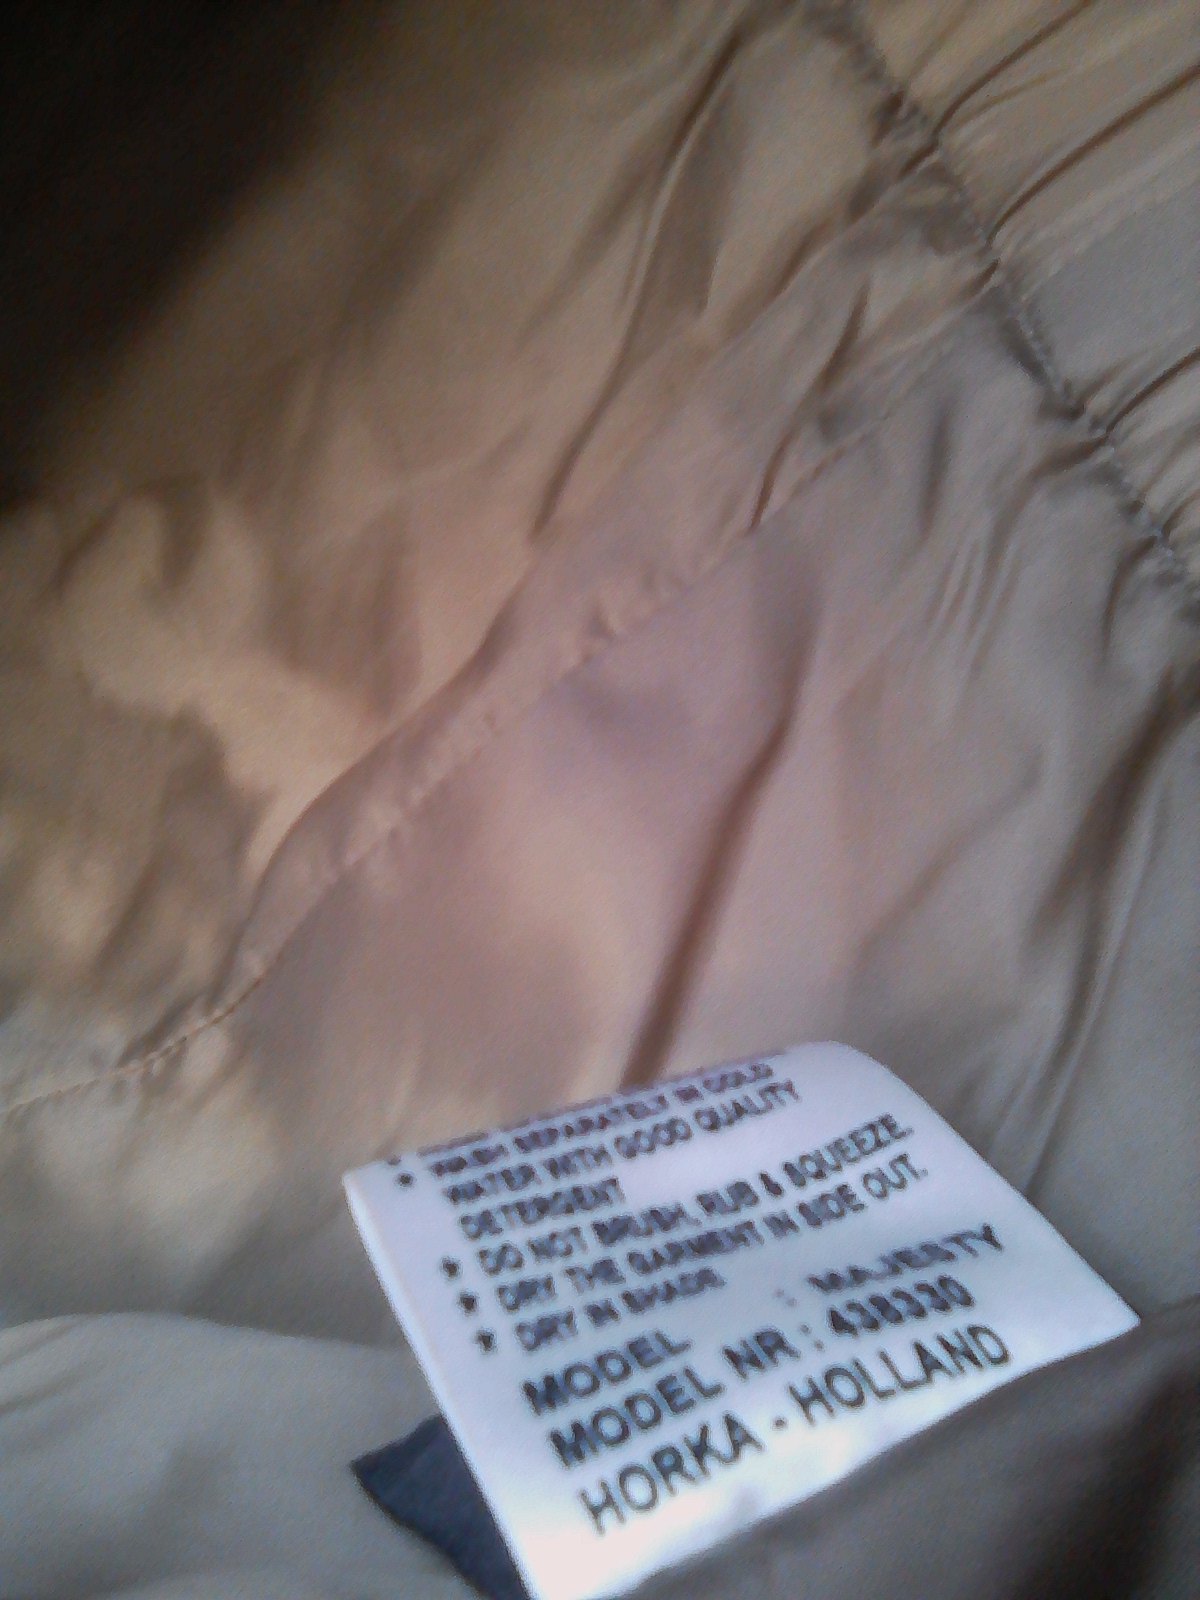 ★ WASH SEPARATELY IN COLD
WATER WITH GOOD QUALITY
DETERGENT
★ DO NOT BRUSH, RUB & SQUEEZE.
★ DRY THE GARMENT IN SIDE OUT.
★ DRY IN SHADE
MODEL : MAJESTY
MODEL NR : 438330
HORKA - HOLLAND